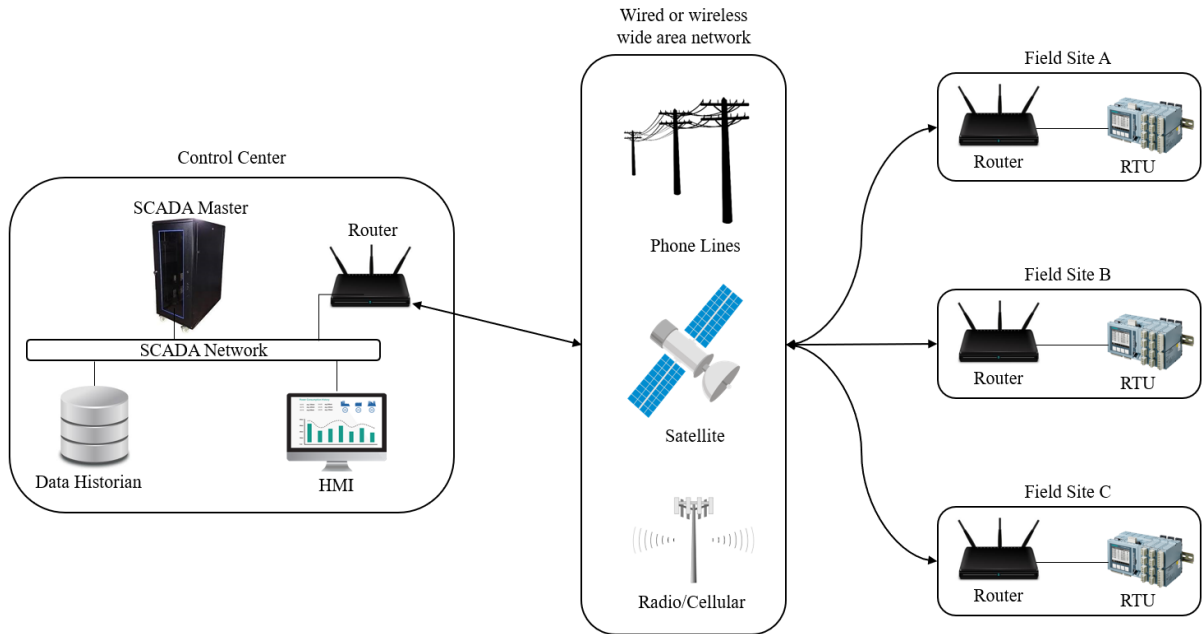 Wired or wireless
wide area network
Control Center
SCADA Master
Router
SCADA Network
Data Historian
HMI
Phone Lines
Satellite
Radio/Cellular
Field Site A
Router
RTU
Field Site B
Router
RTU
Field Site C
Router
RTU